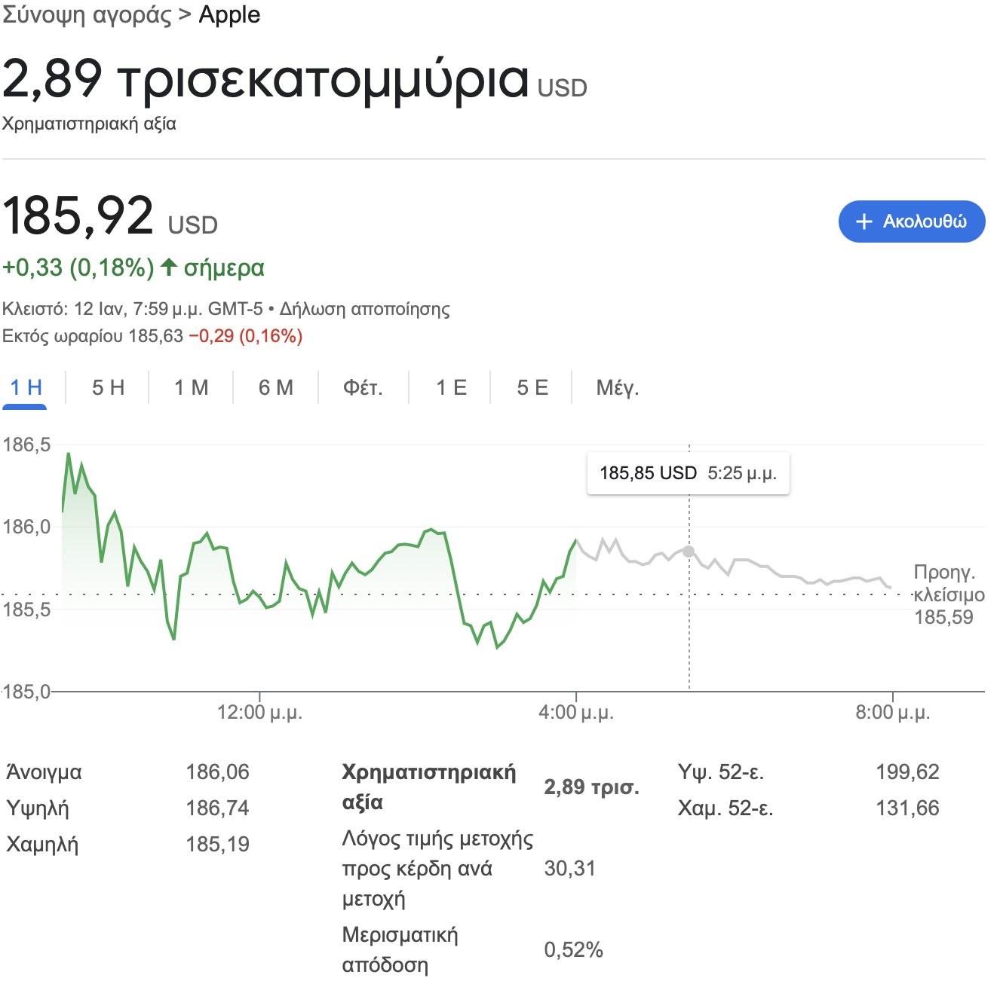 Σύνοψη αγοράς > Apple
2,89 τρισεκατομμύρια USD
Χρηματιστηριακή αξία
185,92 USD
+ Ακολουθώ
+0,33 (0,18%) ↑ σήμερα
Κλειστό: 12 Ιαν, 7:59 μ.μ. GMT-5 • Δήλωση αποποίησης
Εκτός ωραρίου 185,63 −0,29 (0,16%)
1 Η 5 Η 1 Μ 6 Μ Φέτ. 1 Ε 5 Ε Μέγ.
186,5
185,85 USD 5:25 μ.μ.
186,0
Προηγ.
κλείσιμο
185,59
185,5
185,0
12:00 μ.μ. 4:00 μ.μ. 8:00 μ.μ.
Άνοιγμα 186,06
Υψηλή 186,74
Χαμηλή 185,19
Χρηματιστηριακή
αξία 2,89 τρισ.
Λόγος τιμής μετοχής
προς κέρδη ανά 30,31
μετοχή
Μερισματική
απόδοση 0,52%
Υψ. 52-ε. 199,62
Χαμ. 52-ε. 131,66